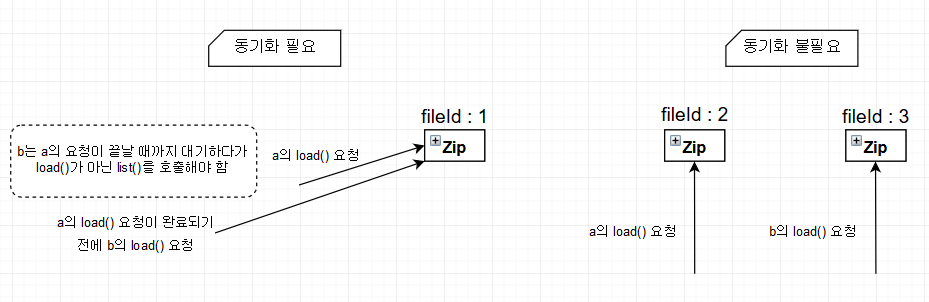 동기화 필요
동기화 불필요
fileId : 1
fileId : 2
fileId : 3
Zip
Zip
Zip
b는 a의 요청이 끝날 때까지 대기하다가
load()가 아닌 list()를 호출해야 함
a의 load() 요청
a의 load() 요청이 완료되기
전에 b의 load() 요청
a의 load() 요청
b의 load() 요청